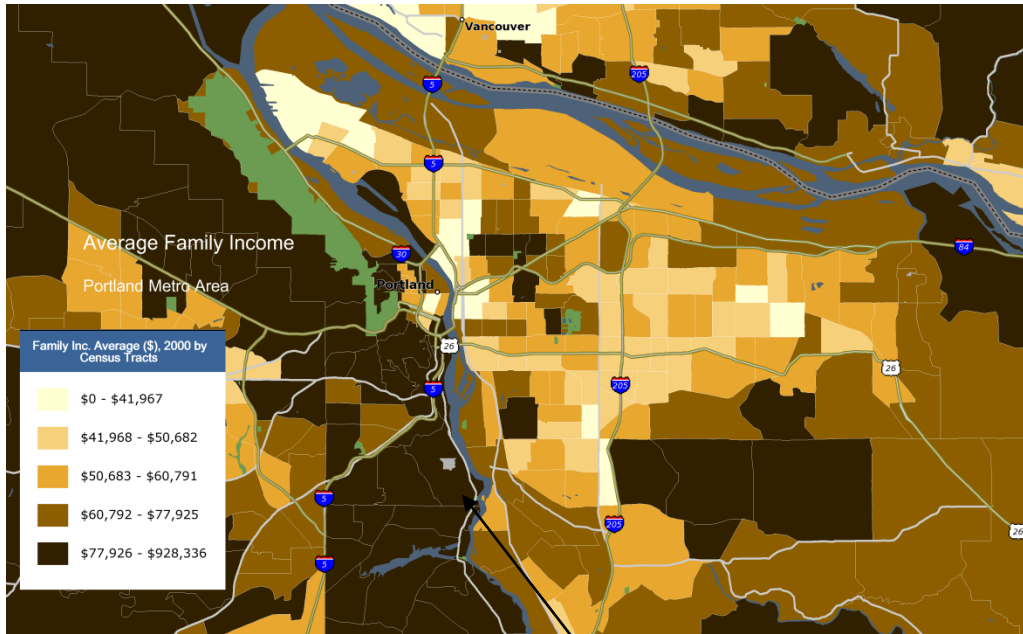 Vancouver
205
5
5
Average Family Income
30
84
Portland Metro Area
Portland
Family Inc. Average ($), 2000 by
Census Tracts
26
26
205
5
$0 - $41,967
$41,968 - $50,682
$50,683 - $60,791
5
$60,792 - $77,925
205
26
$77,926 - $928,336
5